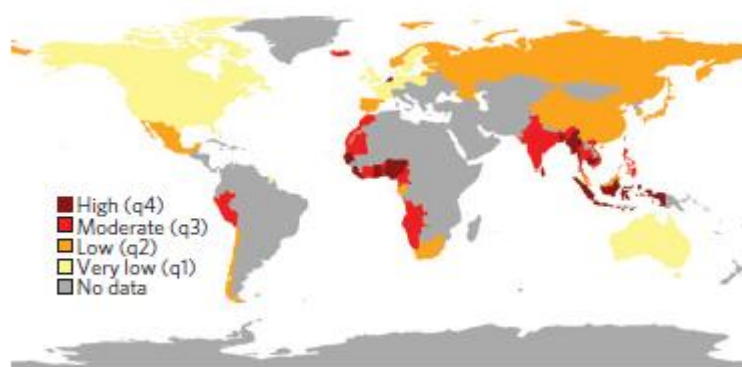 High (q4)
Moderate (q3)
Low (q2)
Very low (q1)
No data